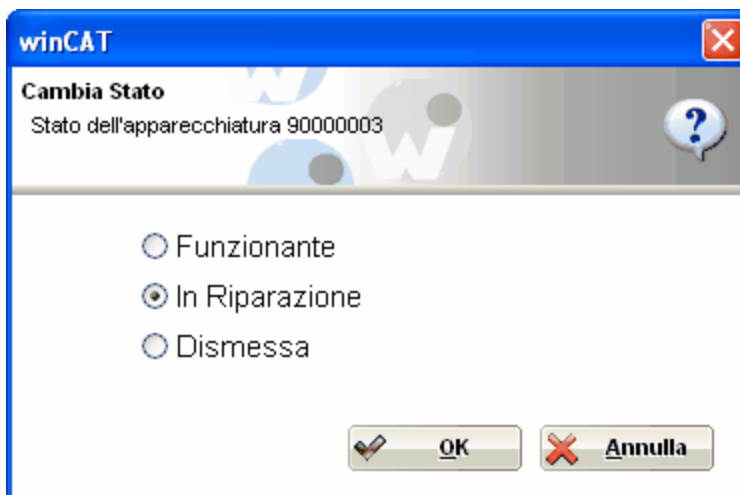 winCAT
Cambia Stato
Stato dell'apparecchiatura 90000003
Funzionante
In Riparazione
Dismessa
OK
Annulla